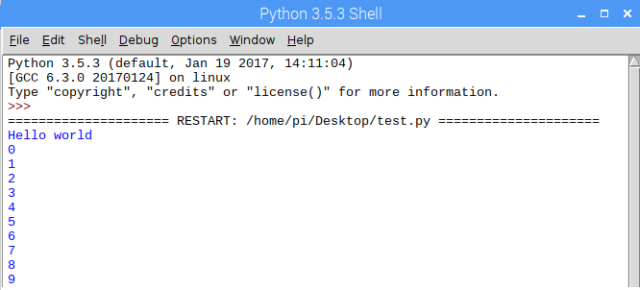 Python 3.5.3 Shell
File Edit Shell Debug Options Window Help
Python 3.5.3 (default, Jan 19 2017, 14:11:04)
[GCC 6.3.0 20170124] on linux
Type "copyright", "credits" or "license()" for more information.
>>>
===================== RESTART: /home/pi/Desktop/test.py =====================
Hello world
0
1
2
3
4
5
6
7
8
9